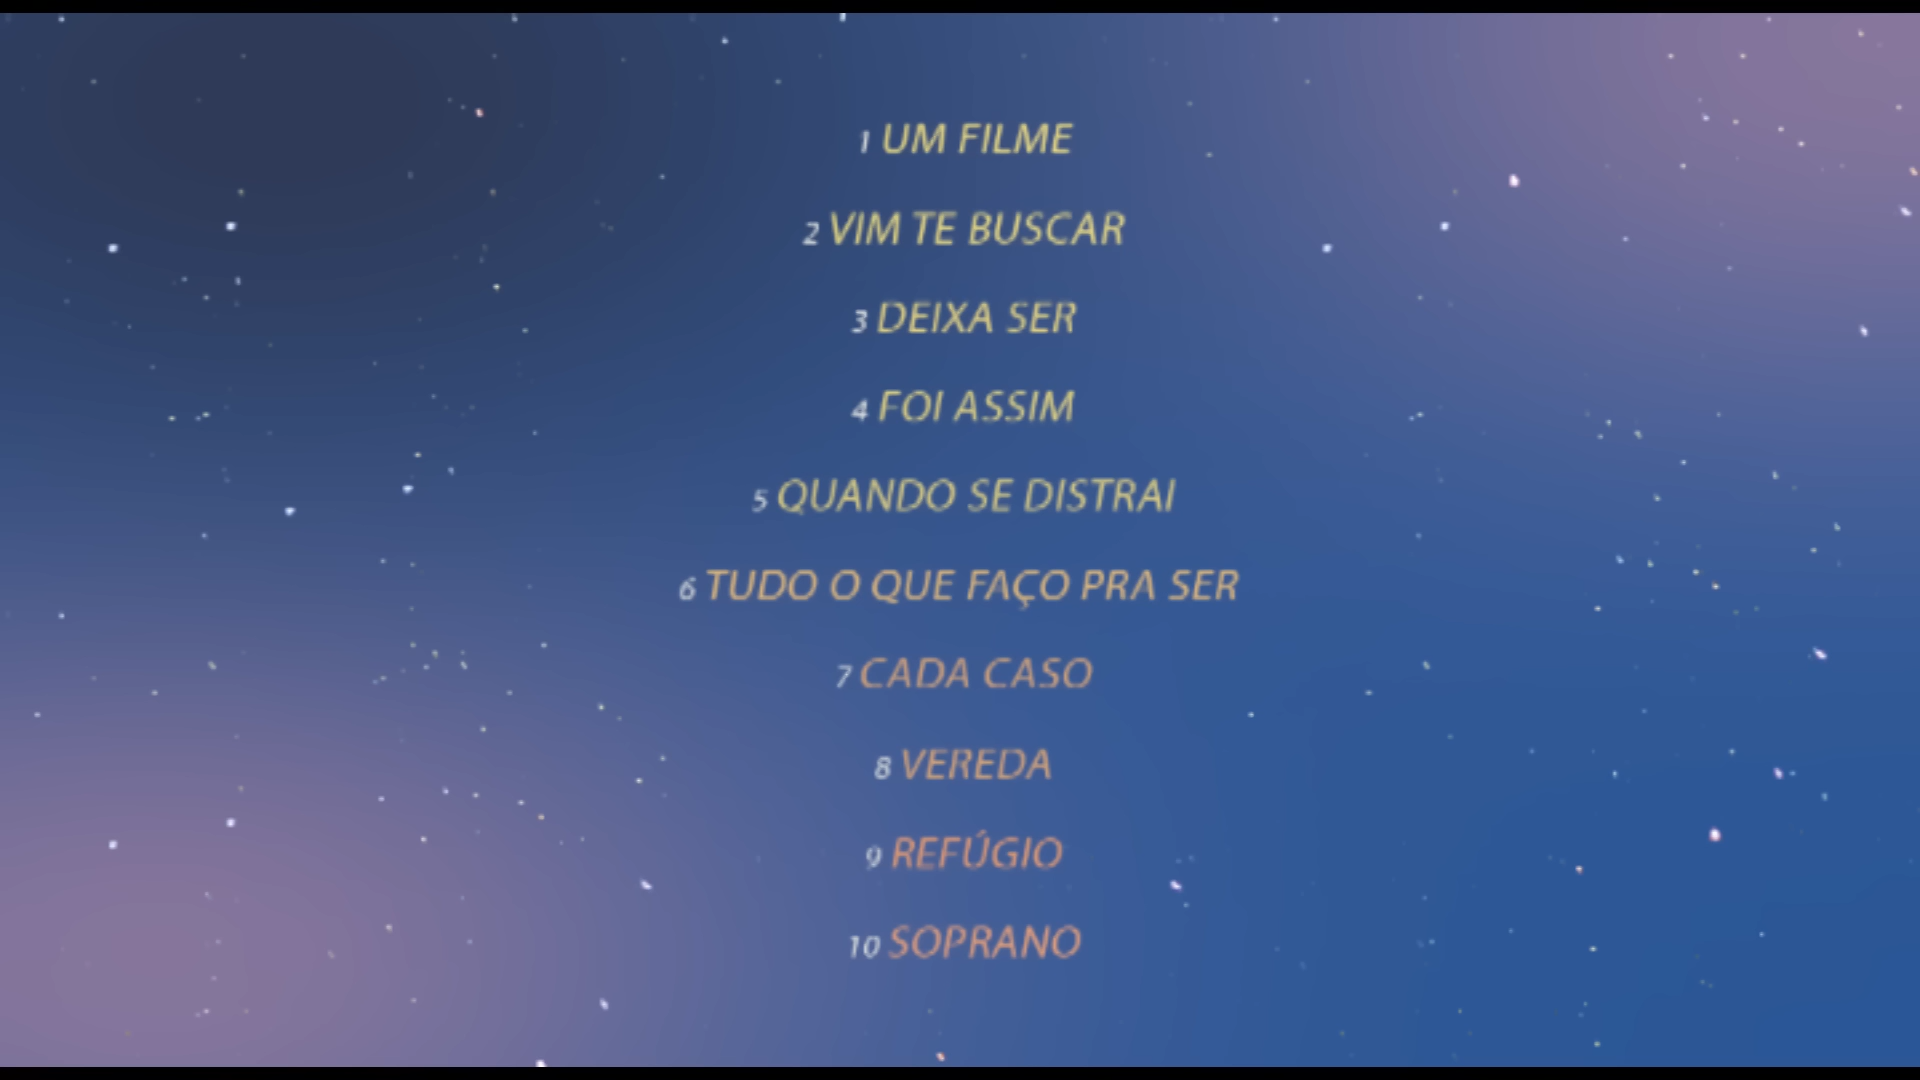 1 UM FILME
2 VIM TE BUSCAR
3 DEIXA SER
4 FOI ASSIM
5 QUANDO SE DISTRAI
6 TUDO O QUE FAÇO PRA SER
7 CADA CASO
8 VEREDA
9 REFÚGIO
10 SOPRANO